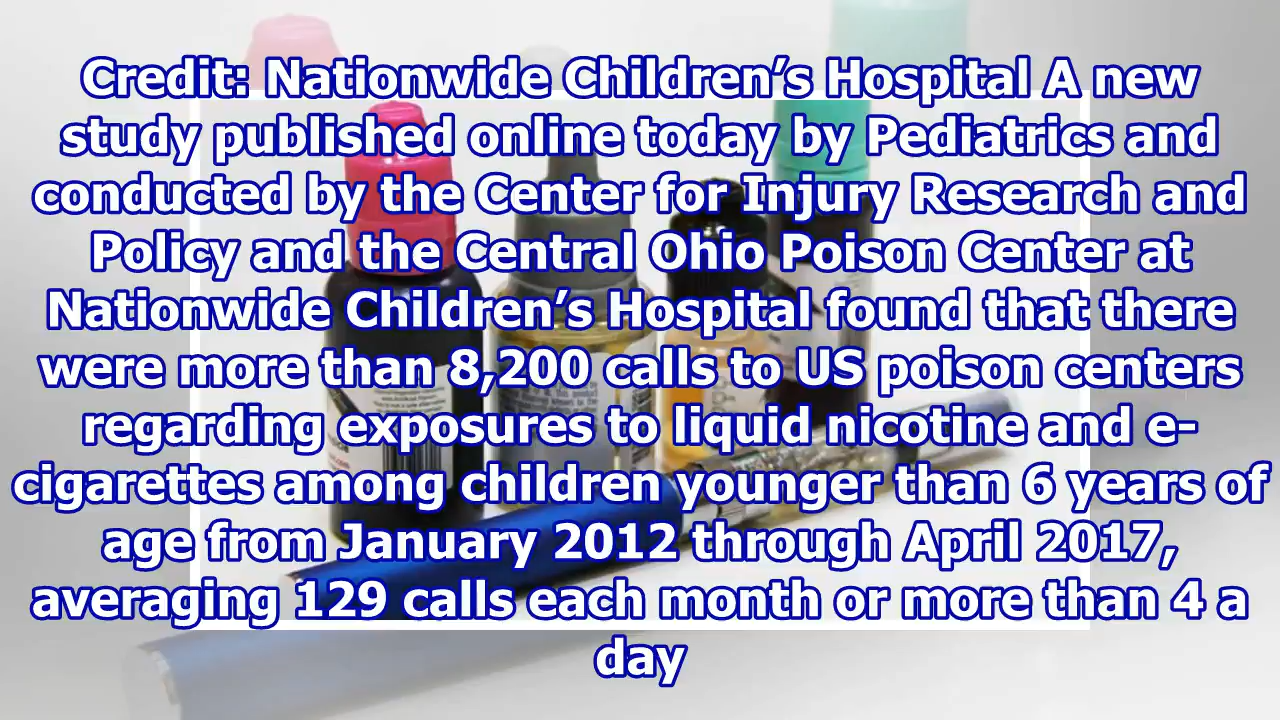 Credit: Nationwide Children’s Hospital A new
study published online today by Pediatrics and
conducted by the Center for Injury Research and
Policy and the Central Ohio Poison Center at
Nationwide Children’s Hospital found that there
were more than 8,200 calls to US poison centers
regarding exposures to liquid nicotine and e-
cigarettes among children younger than 6 years of
age from January 2012 through April 2017,
averaging 129 calls each month or more than 4 a
day